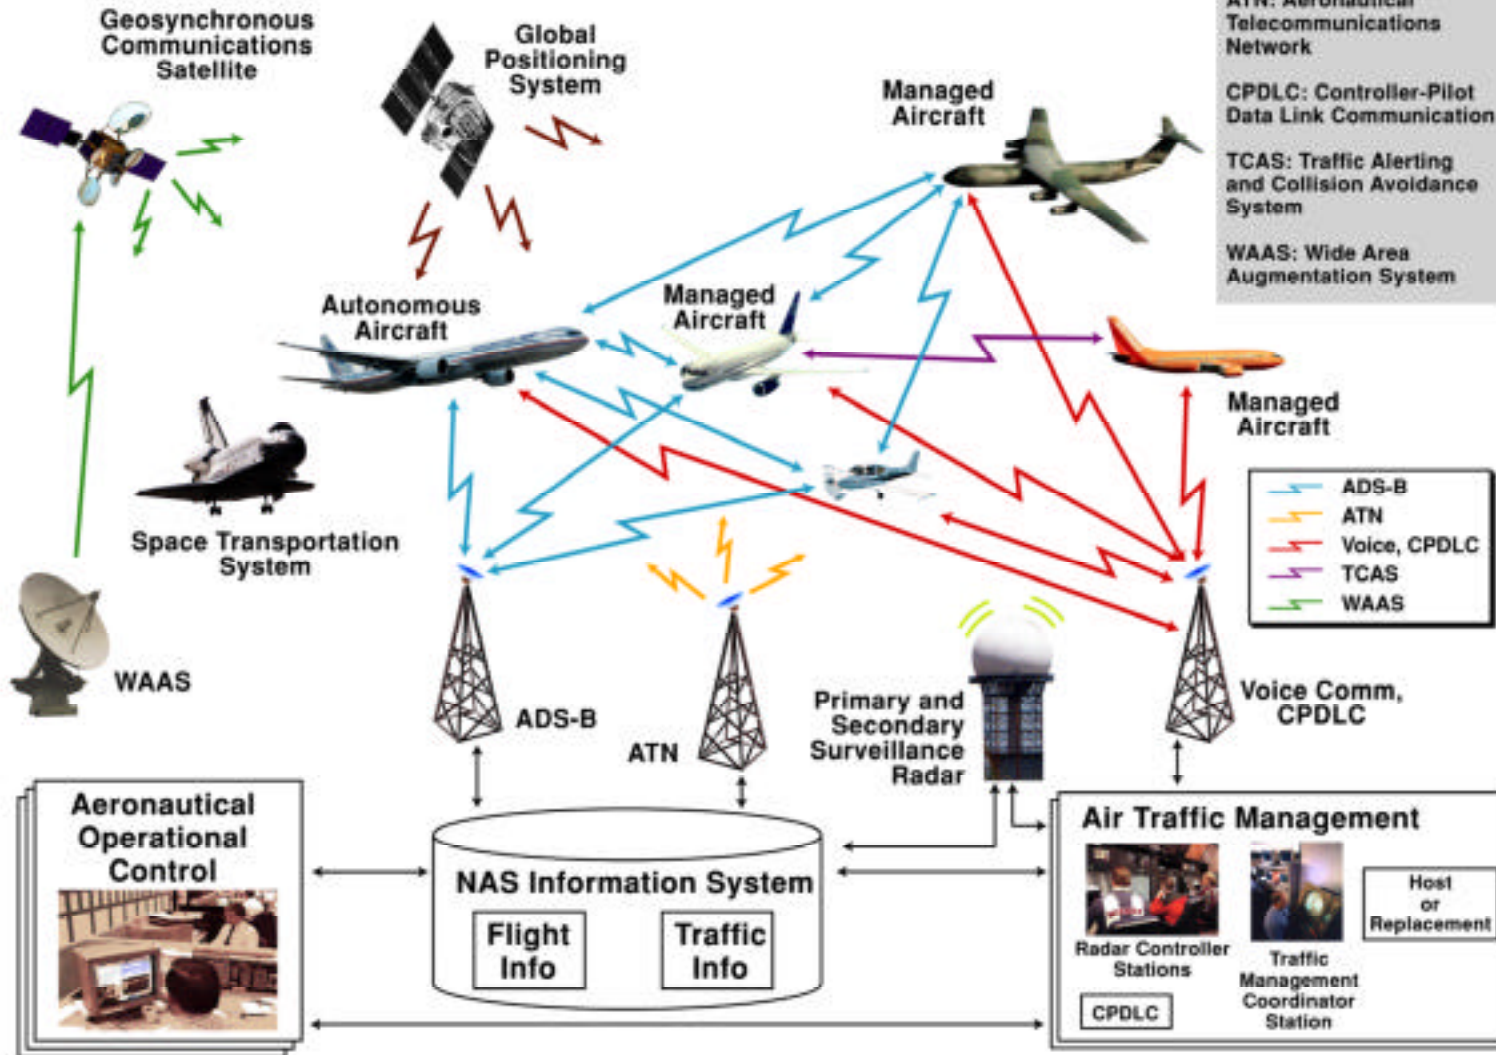 Geosynchronous
Communications
Satellite
Global
Positioning
System
Managed
Aircraft
ATN: Aeronautical
Telecommunications
Network
CPDLC: Controller-Pilot
Data Link Communication
TCAS: Traffic Alerting
and Collision Avoidance
System
WAAS: Wide Area
Augmentation System
Autonomous
Aircraft
Managed
Aircraft
Managed
Aircraft
Space Transportation
System
ADS-B
ATN
Voice, CPDLC
TCAS
WAAS
WAAS
ADS-B
ATN
Primary and
Secondary
Surveillance
Radar
Voice Comm,
CPDLC
Aeronautical
Operational
Control
NAS Information System
Flight
Info
Traffic
Info
Air Traffic Management
Radar Controller
Stations
CPDLC
Traffic
Management
Coordinator
Station
Host
or
Replacement